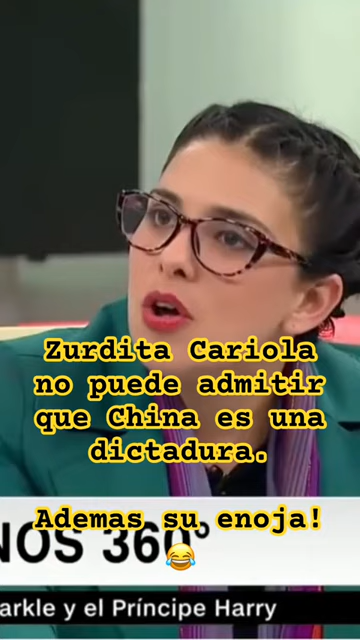 Zurdita Cariola
no puede admitir
que China es una
dictadura.
Ademas su enoja!
😂
NOS 360°
arkle y el Príncipe Harry